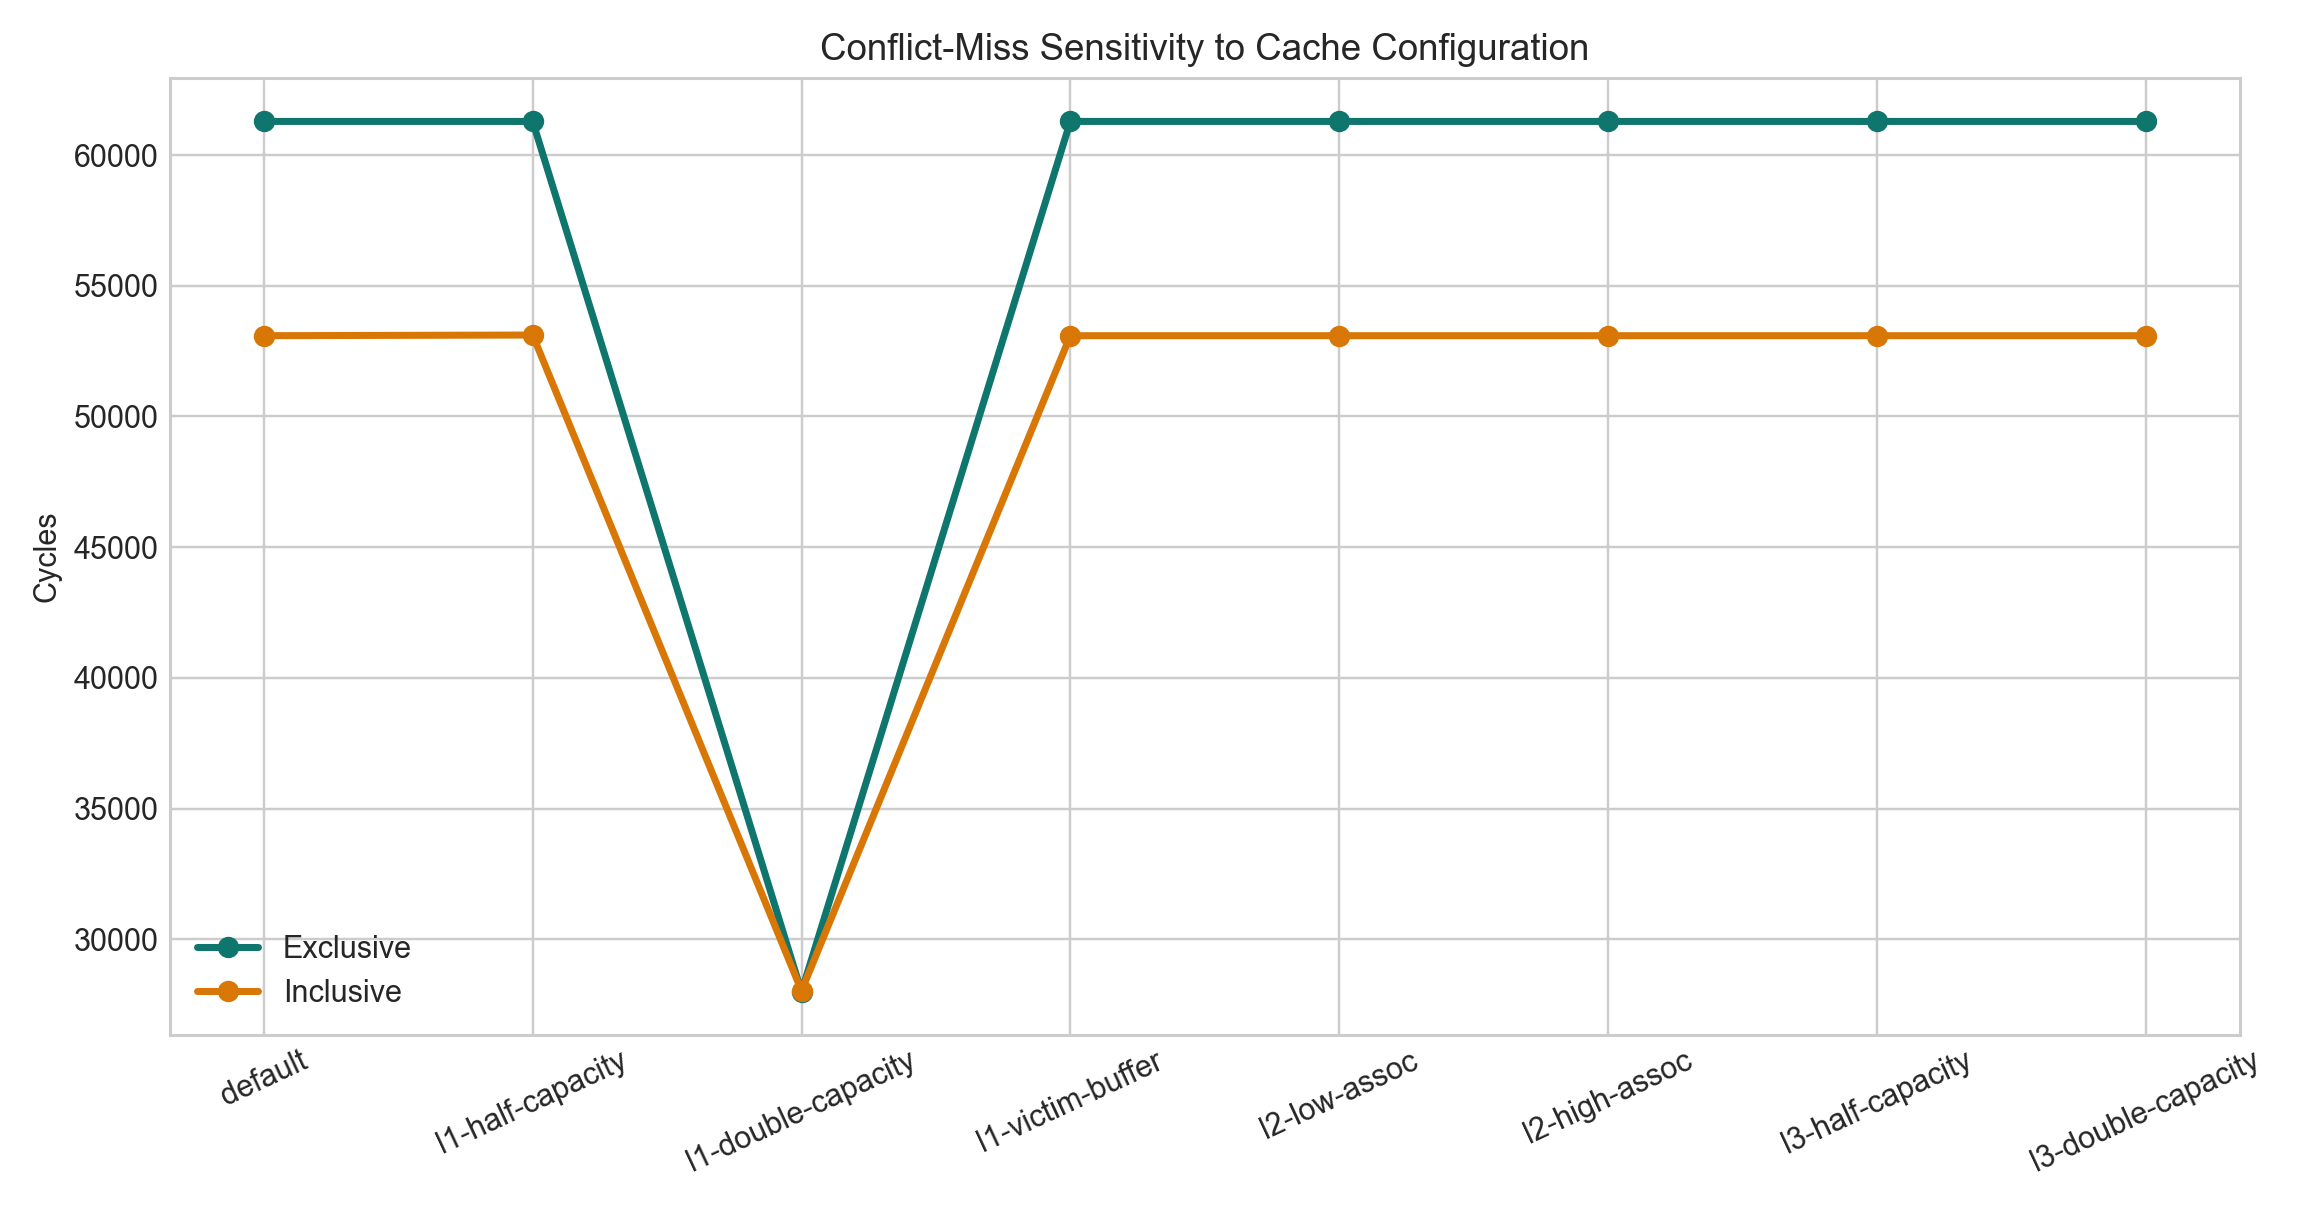 Conflict-Miss Sensitivity to Cache Configuration
Cycles
60000
55000
50000
45000
40000
35000
30000
Exclusive
Inclusive
default
l1-half-capacity
l1-double-capacity
l1-victim-buffer
l2-low-assoc
l2-high-assoc
l3-half-capacity
l3-double-capacity